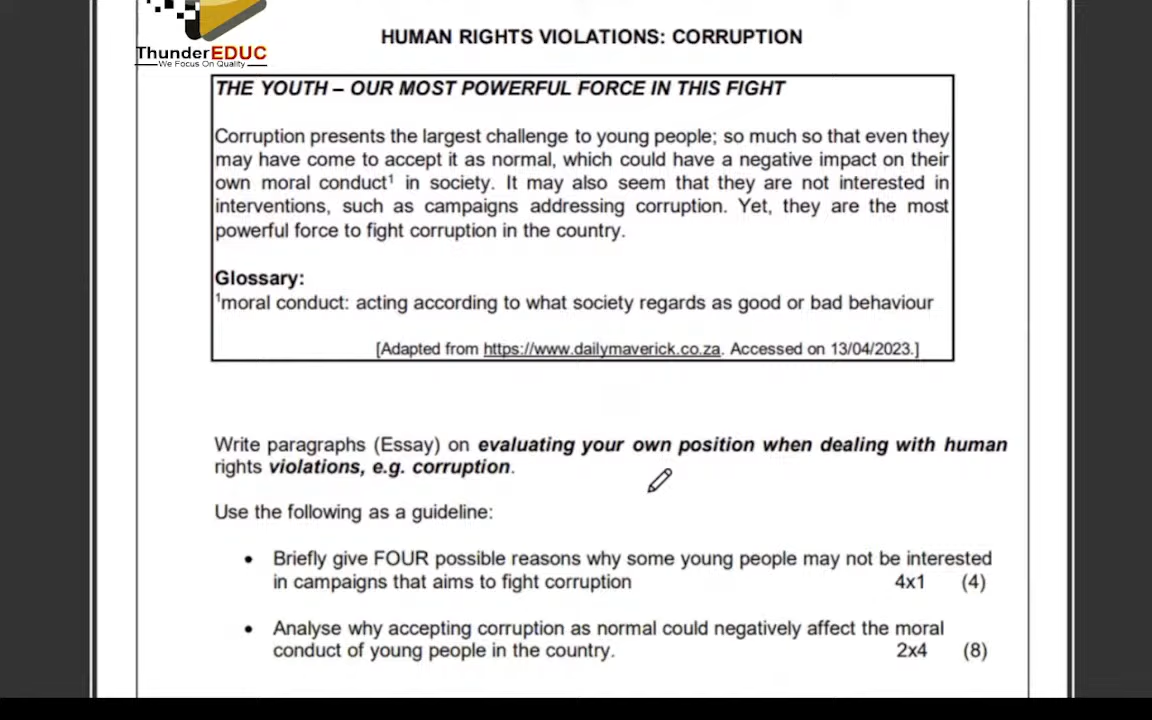 ThunderEDUC
We Focus On Quality
HUMAN RIGHTS VIOLATIONS: CORRUPTION
THE YOUTH – OUR MOST POWERFUL FORCE IN THIS FIGHT
Corruption presents the largest challenge to young people; so much so that even they
may have come to accept it as normal, which could have a negative impact on their
own moral conduct¹ in society. It may also seem that they are not interested in
interventions, such as campaigns addressing corruption. Yet, they are the most
powerful force to fight corruption in the country.
Glossary:
¹moral conduct: acting according to what society regards as good or bad behaviour
[Adapted from https://www.dailymaverick.co.za. Accessed on 13/04/2023.]
Write paragraphs (Essay) on evaluating your own position when dealing with human
rights violations, e.g. corruption.
Use the following as a guideline:
• Briefly give FOUR possible reasons why some young people may not be interested
in campaigns that aims to fight corruption 4x1 (4)
• Analyse why accepting corruption as normal could negatively affect the moral
conduct of young people in the country. 2x4 (8)